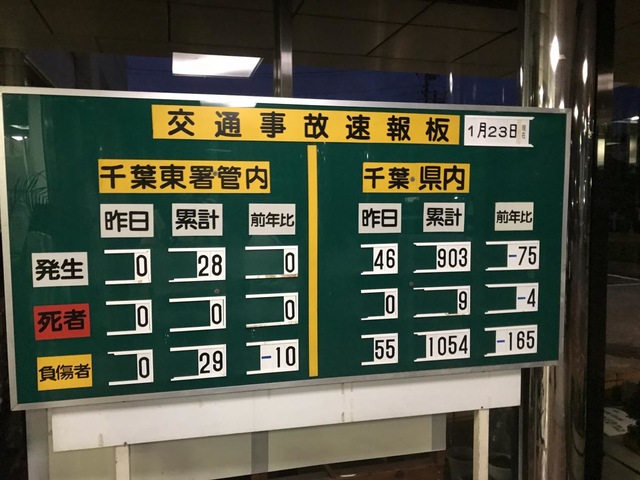 交通事故速報板 1月23日 現在
千葉東署管内 千葉県内
昨日 累計 前年比 昨日 累計 前年比
発生 0 28 0 46 903 -75
死者 0 0 0 0 9 -4
負傷者 0 29 -10 55 1054 -165